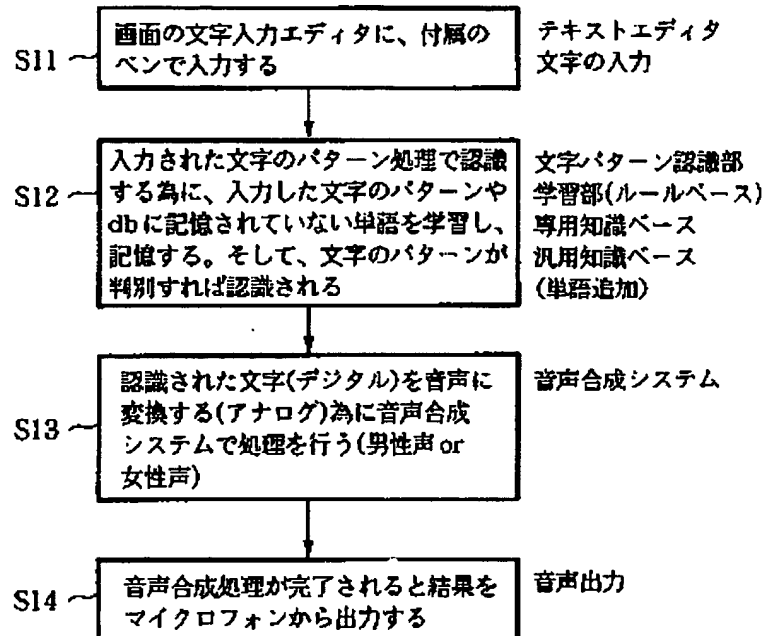 S11
画面の文字入力エディタに、付属の
ペンで入力する
テキストエディタ
文字の入力
S12
入力された文字のパターン処理で認識
する為に、入力した文字のパターンや
dbに記憶されていない単語を学習し、
記憶する。そして、文字のパターンが
判別すれば認識される
文字パターン認識部
学習部(ルールベース)
専用知識ベース
汎用知識ベース
(単語追加)
S13
認識された文字(デジタル)を音声に
変換する(アナログ)為に音声合成
システムで処理を行う(男性声or
女性声)
音声合成システム
S14
音声合成処理が完了されると結果を
マイクロフォンから出力する
音声出力